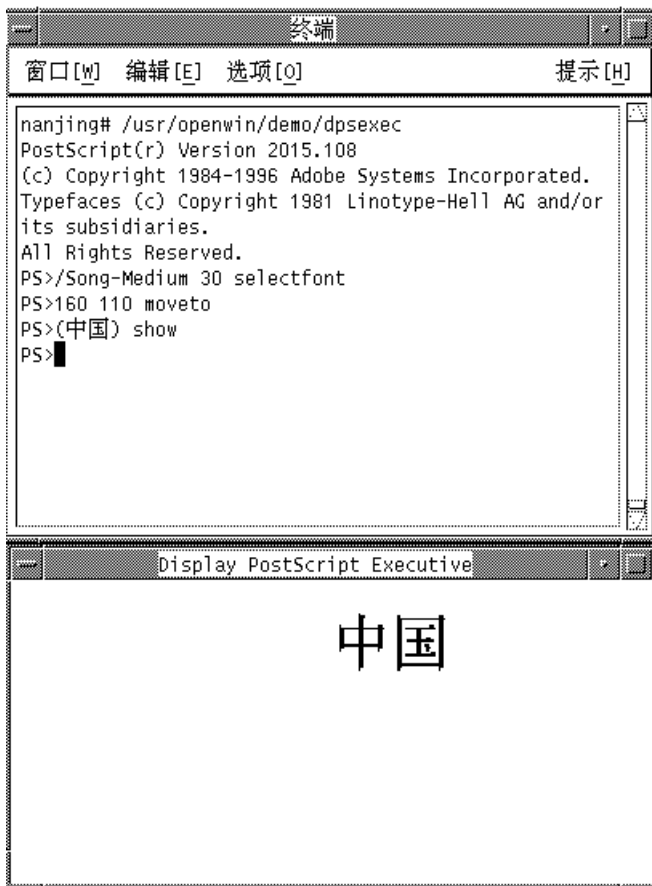 终端
窗口[W] 编辑[E] 选项[O] 提示[H]
nanjing# /usr/openwin/demo/dpsexec
PostScript(r) Version 2015.108
(c) Copyright 1984-1996 Adobe Systems Incorporated.
Typefaces (c) Copyright 1981 Linotype-Hell AG and/or
its subsidiaries.
All Rights Reserved.
PS>/Song-Medium 30 selectfont
PS>160 110 moveto
PS>(中国) show
PS>
Display PostScript Executive
中国